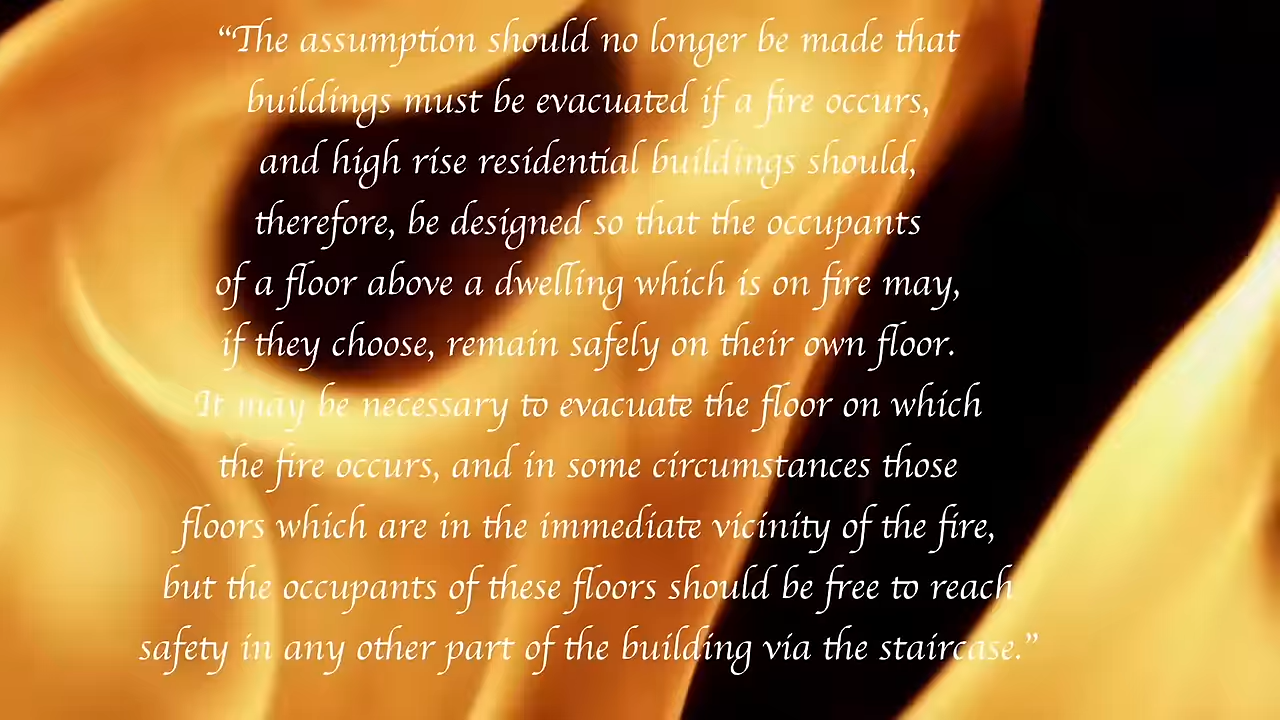 “The assumption should no longer be made that
buildings must be evacuated if a fire occurs,
and high rise residential buildings should,
therefore, be designed so that the occupants
of a floor above a dwelling which is on fire may,
if they choose, remain safely on their own floor.
It may be necessary to evacuate the floor on which
the fire occurs, and in some circumstances those
floors which are in the immediate vicinity of the fire,
but the occupants of these floors should be free to reach
safety in any other part of the building via the staircase.”